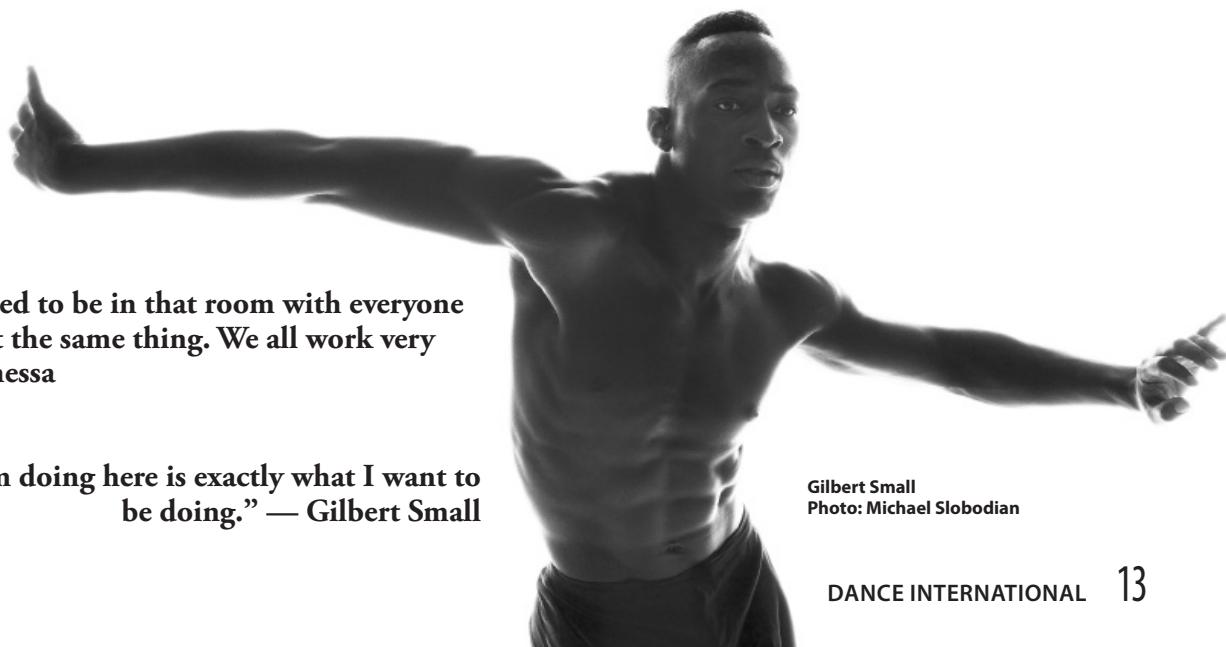 ed to be in that room with everyone
the same thing. We all work very
essa
doing here is exactly what I want to
be doing.” — Gilbert Small
Gilbert Small
Photo: Michael Slobodian
DANCE INTERNATIONAL 13